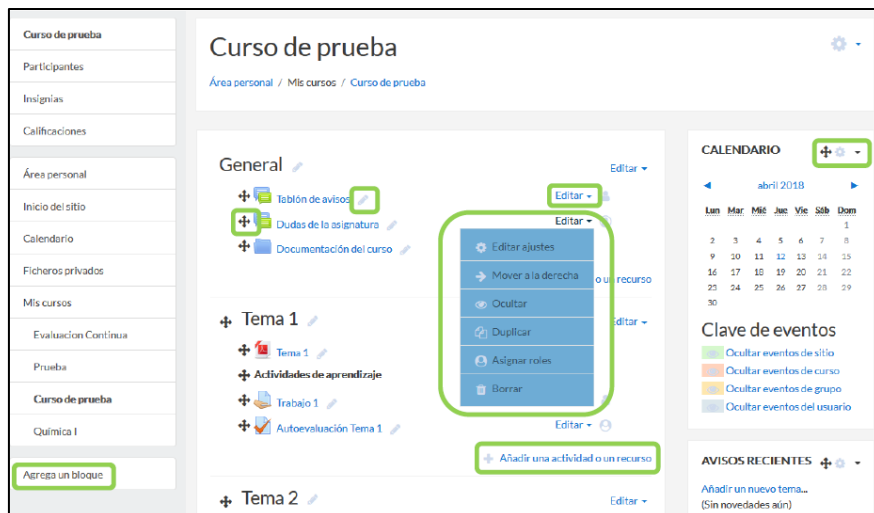 Curso de prueba
Participantes
Insignias
Calificaciones
Área personal
Inicio del sitio
Calendario
Ficheros privados
Mis cursos
Evaluacion Continua
Prueba
Curso de prueba
Química I
Agrega un bloque
Curso de prueba
Área personal / Mis cursos / Curso de prueba
General
Editar
Tablón de avisos
Editar
Dudas de la asignatura
Editar
Documentación del curso
Editar ajustes
Mover a la derecha
Ocultar
Duplicar
Asignar roles
Borrar
o un recurso
Tema 1
Editar
Tema 1
Actividades de aprendizaje
Trabajo 1
Autoevaluación Tema 1
Editar
Añadir una actividad o un recurso
Tema 2
Editar
CALENDARIO
abril 2018
Lun Mar Mié Jue Vie Sáb Dom
1
2 3 4 5 6 7 8
9 10 11 12 13 14 15
16 17 18 19 20 21 22
23 24 25 26 27 28 29
30
Clave de eventos
Ocultar eventos de sitio
Ocultar eventos de curso
Ocultar eventos de grupo
Ocultar eventos del usuario
AVISOS RECIENTES
Añadir un nuevo tema...
(Sin novedades aún)